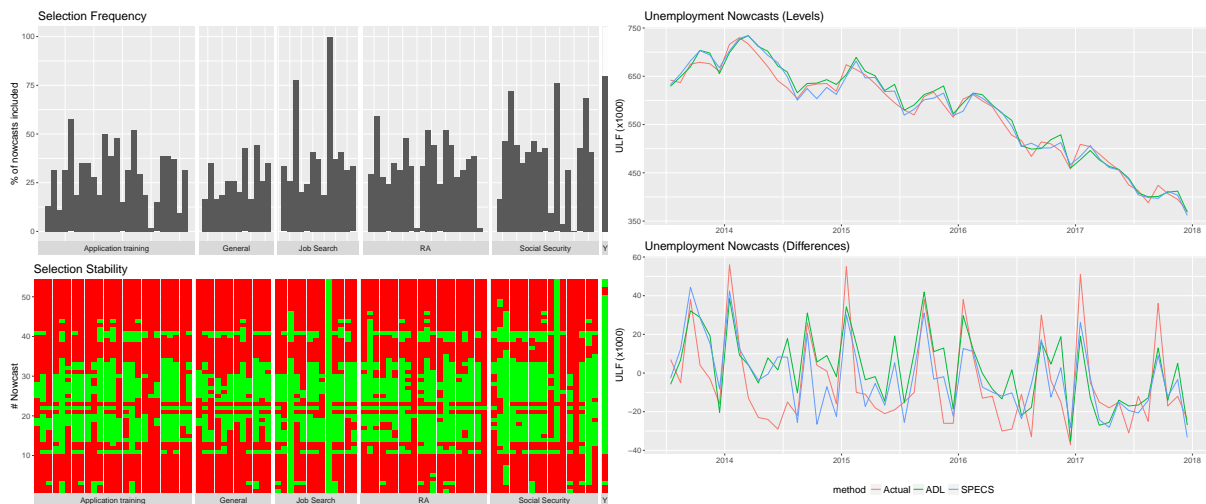 Selection Frequency
% of nowcasts included
100
75
50
25
0
Application training
General
Job Search
RA
Social Security
Y
Selection Stability
# Nowcast
50
40
30
20
10
Application training
General
Job Search
RA
Social Security
Y
Unemployment Nowcasts (Levels)
ULF (x1000)
750
650
550
450
350
2014
2015
2016
2017
2018
Unemployment Nowcasts (Differences)
ULF (x1000)
60
40
20
0
−20
−40
2014
2015
2016
2017
2018
method Actual ADL SPECS